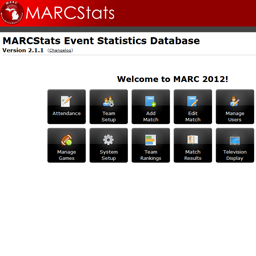 MARCStats
MARCStats Event Statistics Database
Version 2.1.1 (Changelog)
Welcome to MARC 2012!
Attendance
Team Setup
Add Match
Edit Match
Manage Users
Manage Games
System Setup
Team Rankings
Match Results
Television Display